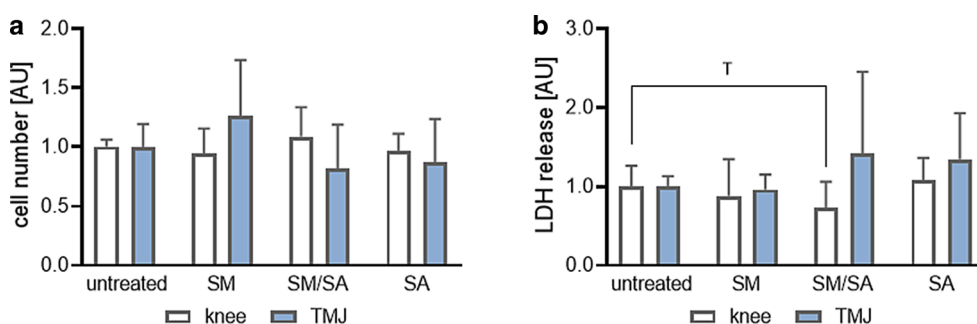 a
cell number [AU]
2.0
1.5
1.0
0.5
0.0
untreated SM SM/SA SA
knee TMJ
b
LDH release [AU]
3.0
2.0
1.0
0.0
T
untreated SM SM/SA SA
knee TMJ